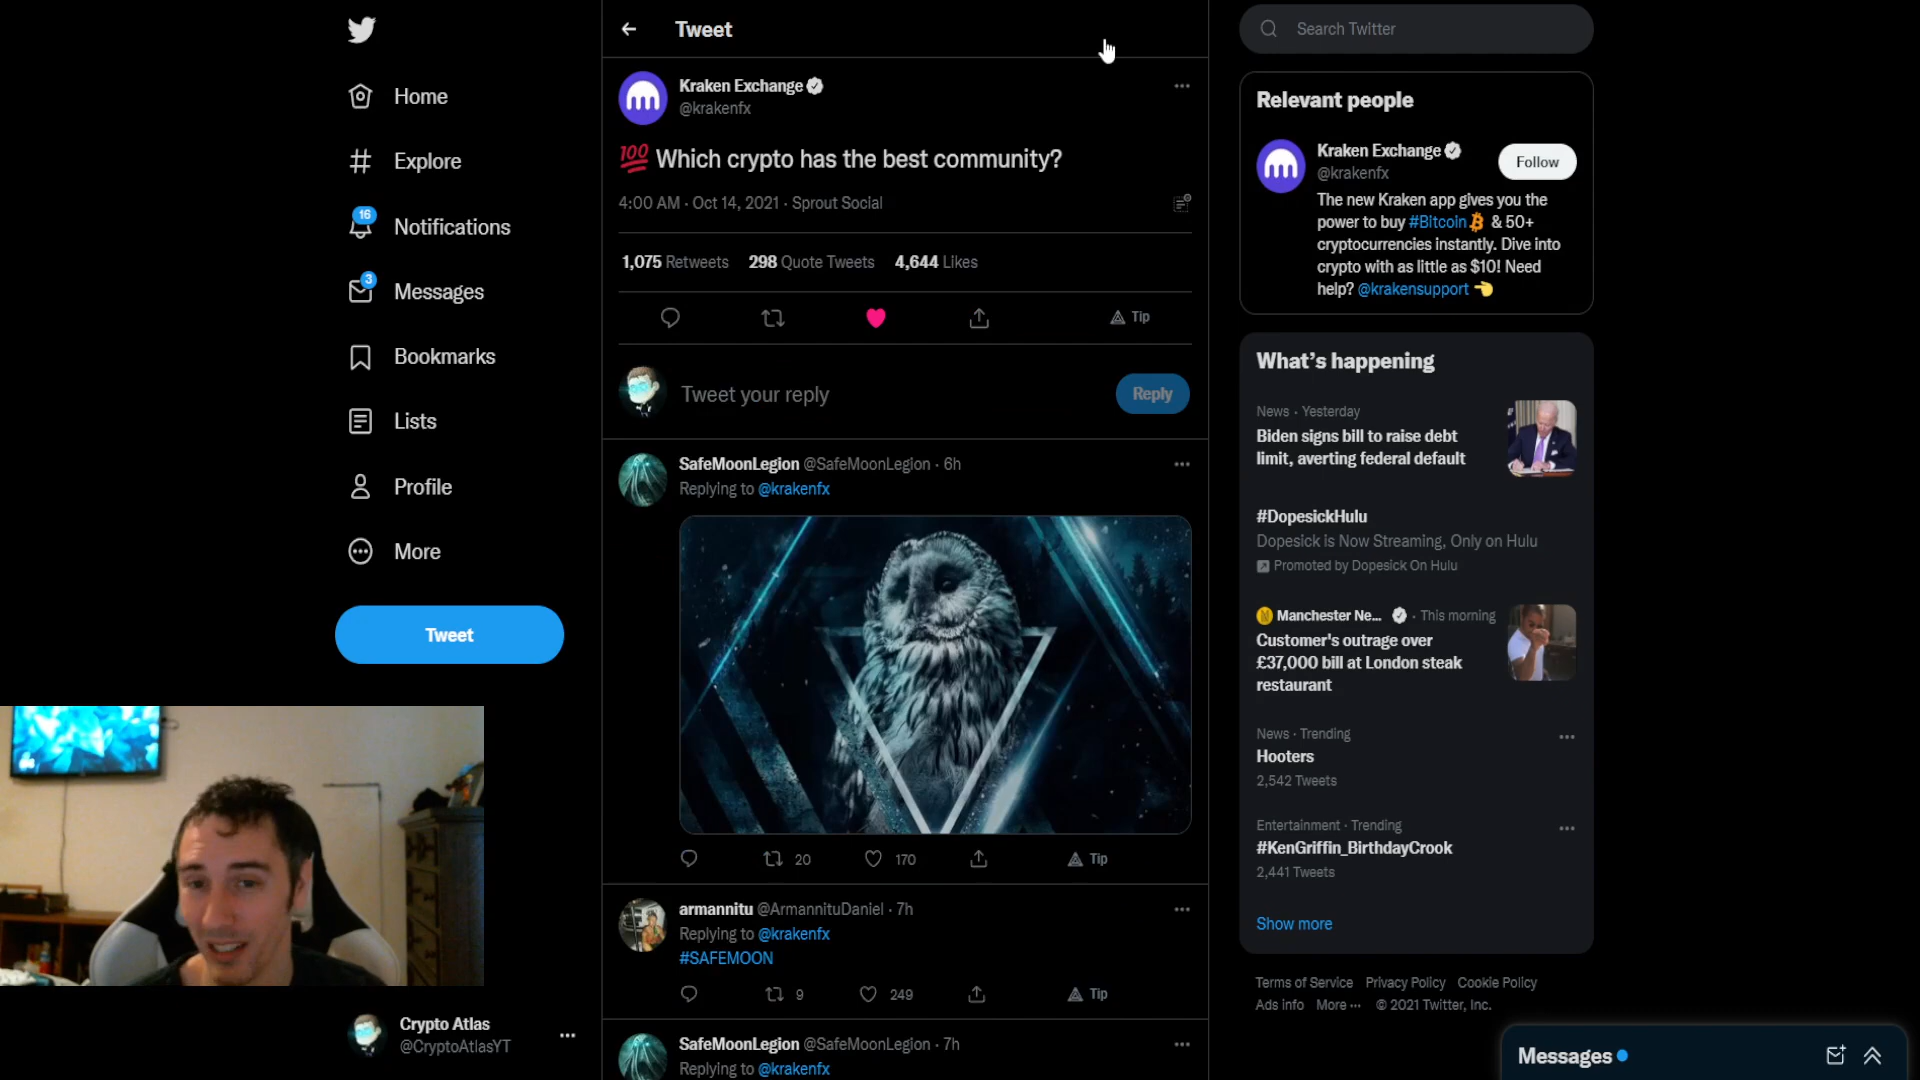 Home
Explore
16
Notifications
3
Messages
Bookmarks
Lists
Profile
More
Tweet
Crypto Atlas
@CryptoAtlasYT
Tweet
Kraken Exchange
@krakenfx
💯 Which crypto has the best community?
4:00 AM · Oct 14, 2021 · Sprout Social
1,075 Retweets 298 Quote Tweets 4,644 Likes
Tip
Tweet your reply
Reply
SafeMoonLegion @SafeMoonLegion · 6h
Replying to @krakenfx
20 170 Tip
armannitu @ArmannituDaniel · 7h
Replying to @krakenfx
#SAFEMOON
9 249 Tip
SafeMoonLegion @SafeMoonLegion · 7h
Replying to @krakenfx
Search Twitter
Relevant people
Kraken Exchange
@krakenfx
Follow
The new Kraken app gives you the
power to buy #Bitcoin & 50+
cryptocurrencies instantly. Dive into
crypto with as little as $10! Need
help? @krakensupport 👈
What's happening
News · Yesterday
Biden signs bill to raise debt
limit, averting federal default
#DopesickHulu
Dopesick is Now Streaming, Only on Hulu
Promoted by Dopesick On Hulu
Manchester Ne... · This morning
Customer's outrage over
£37,000 bill at London steak
restaurant
News · Trending
Hooters
2,542 Tweets
Entertainment · Trending
#KenGriffin_BirthdayCrook
2,441 Tweets
Show more
Terms of Service Privacy Policy Cookie Policy
Ads info More ··· © 2021 Twitter, Inc.
Messages